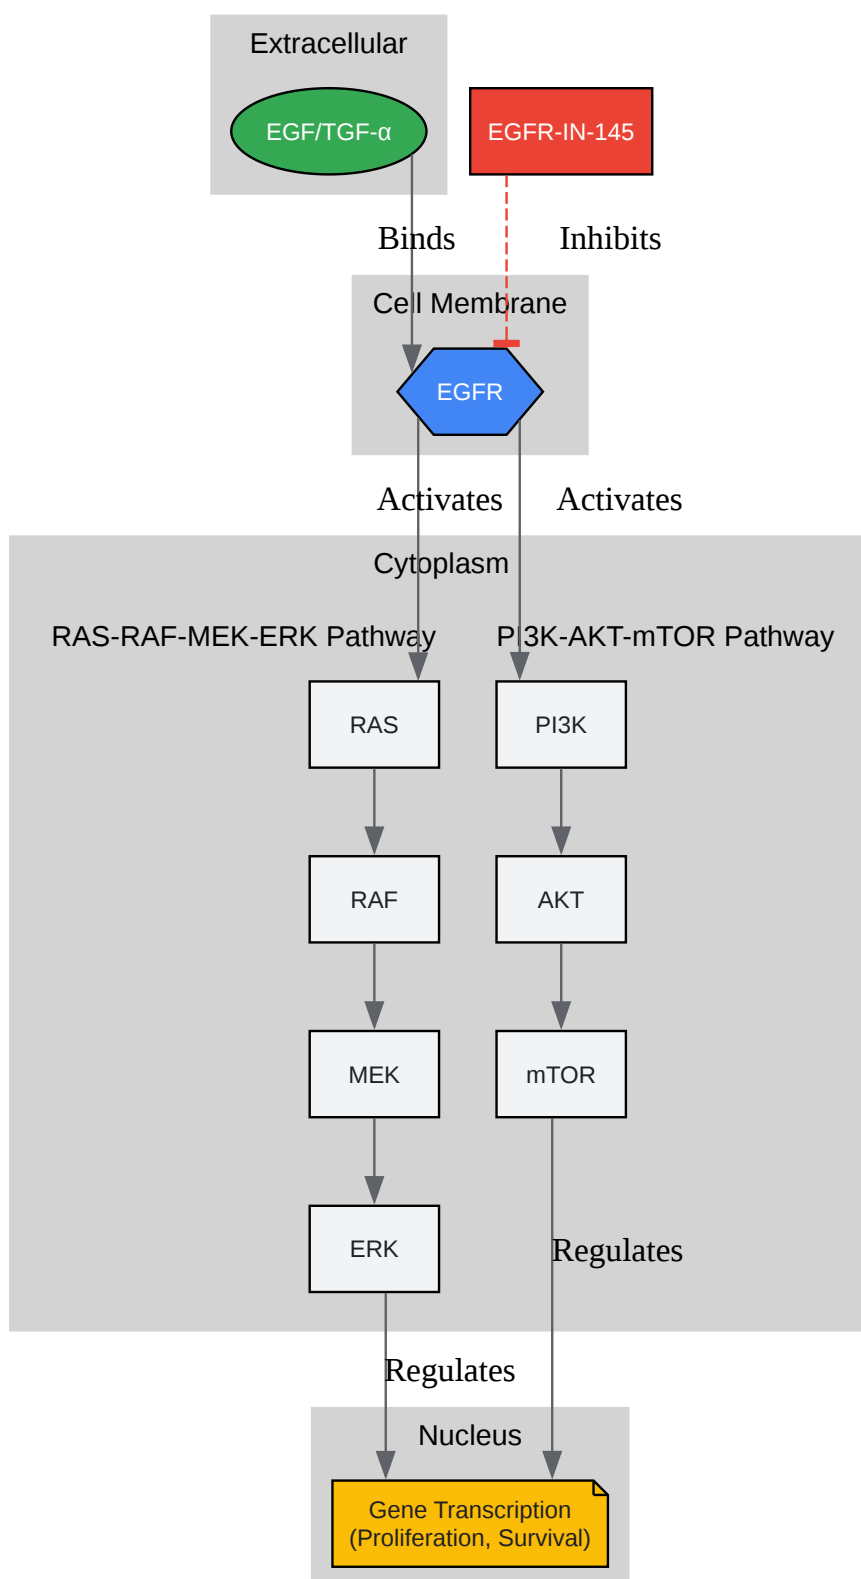 Extracellular
EGF/TGF-α
EGFR-IN-145
Binds
Inhibits
Cell Membrane
EGFR
Activates
Activates
Cytoplasm
RAS-RAF-MEK-ERK Pathway
PI3K-AKT-mTOR Pathway
RAS
PI3K
RAF
AKT
MEK
mTOR
ERK
Regulates
Regulates
Nucleus
Gene Transcription
(Proliferation, Survival)